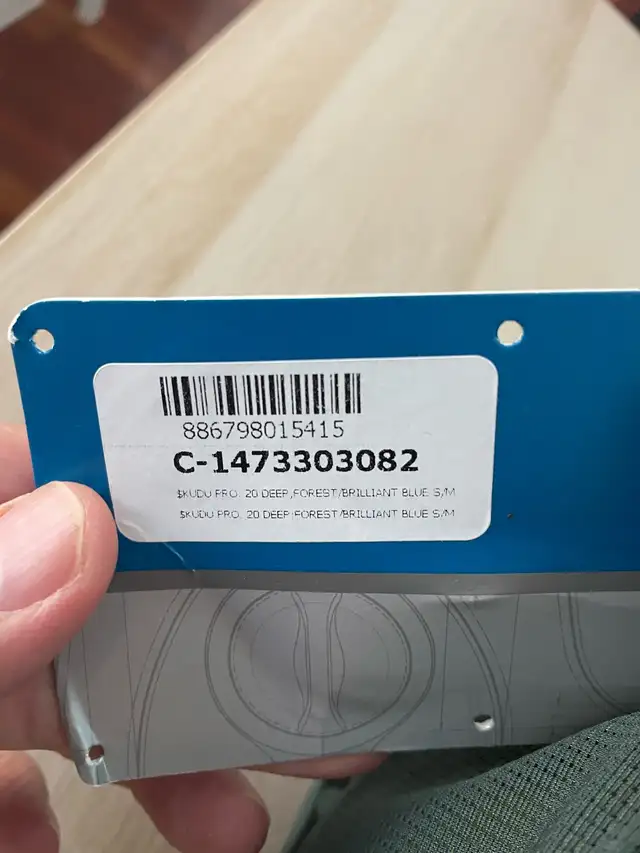 886798015415
C-1473303082
$KUDU PRO. 20 DEEP,FOREST/BRILLIANT BLUE S/M
$KUDU PRO. 20 DEEP FOREST/BRILLIANT BLUE S/M